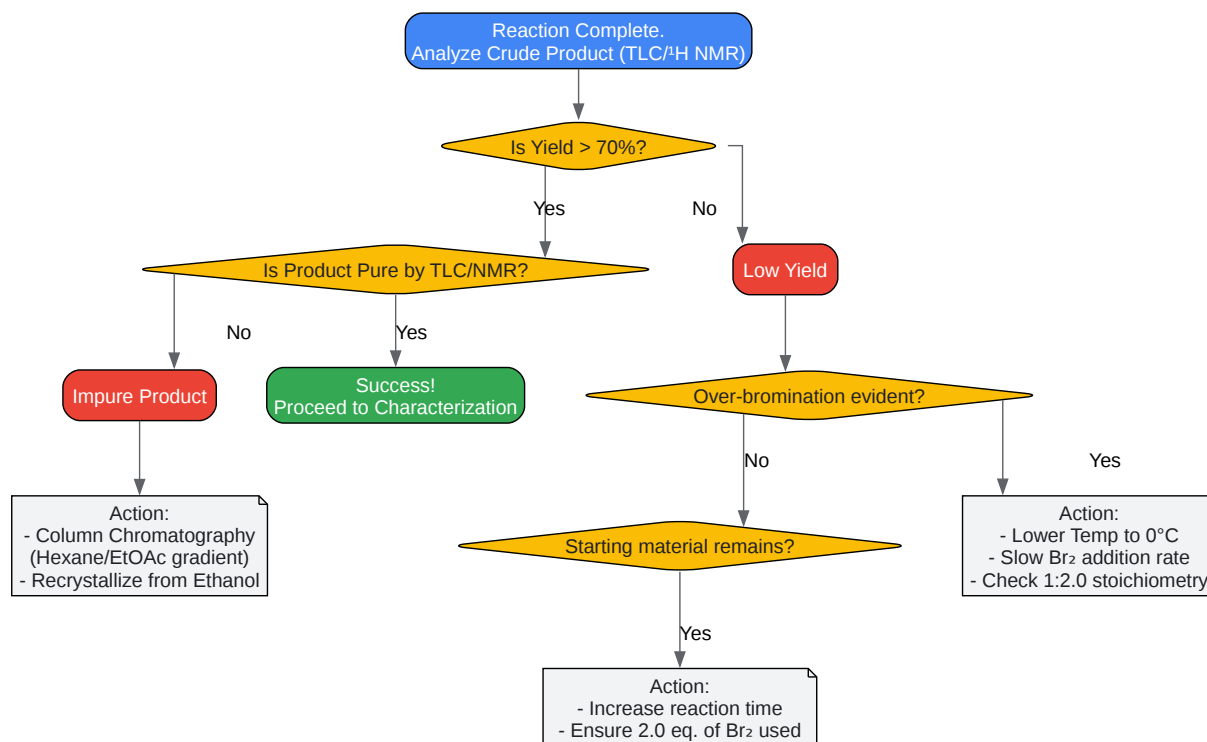 Reaction Complete.
Analyze Crude Product (TLC/¹H NMR)
Is Yield > 70%?
Yes
No
Is Product Pure by TLC/NMR?
Low Yield
No
Yes
Impure Product
Success!
Proceed to Characterization
Over-bromination evident?
No
Yes
Action:
- Column Chromatography
(Hexane/EtOAc gradient)
- Recrystallize from Ethanol
Action:
- Lower Temp to 0°C
- Slow Br₂ addition rate
- Check 1:2.0 stoichiometry
Starting material remains?
Yes
Action:
- Increase reaction time
- Ensure 2.0 eq. of Br₂ used